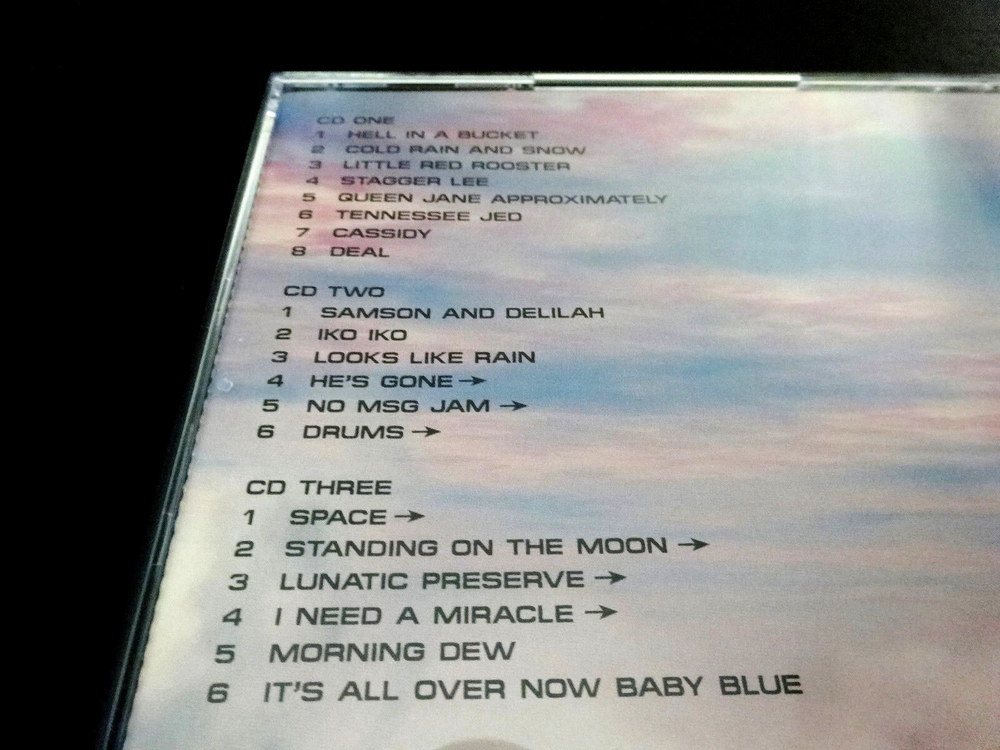 CD ONE
1 HELL IN A BUCKET
2 COLD RAIN AND SNOW
3 LITTLE RED ROOSTER
4 STAGGER LEE
5 QUEEN JANE APPROXIMATELY
6 TENNESSEE JED
7 CASSIDY
8 DEAL
CD TWO
1 SAMSON AND DELILAH
2 IKO IKO
3 LOOKS LIKE RAIN
4 HE'S GONE →
5 NO MSG JAM →
6 DRUMS →
CD THREE
1 SPACE →
2 STANDING ON THE MOON →
3 LUNATIC PRESERVE →
4 I NEED A MIRACLE →
5 MORNING DEW
6 IT'S ALL OVER NOW BABY BLUE